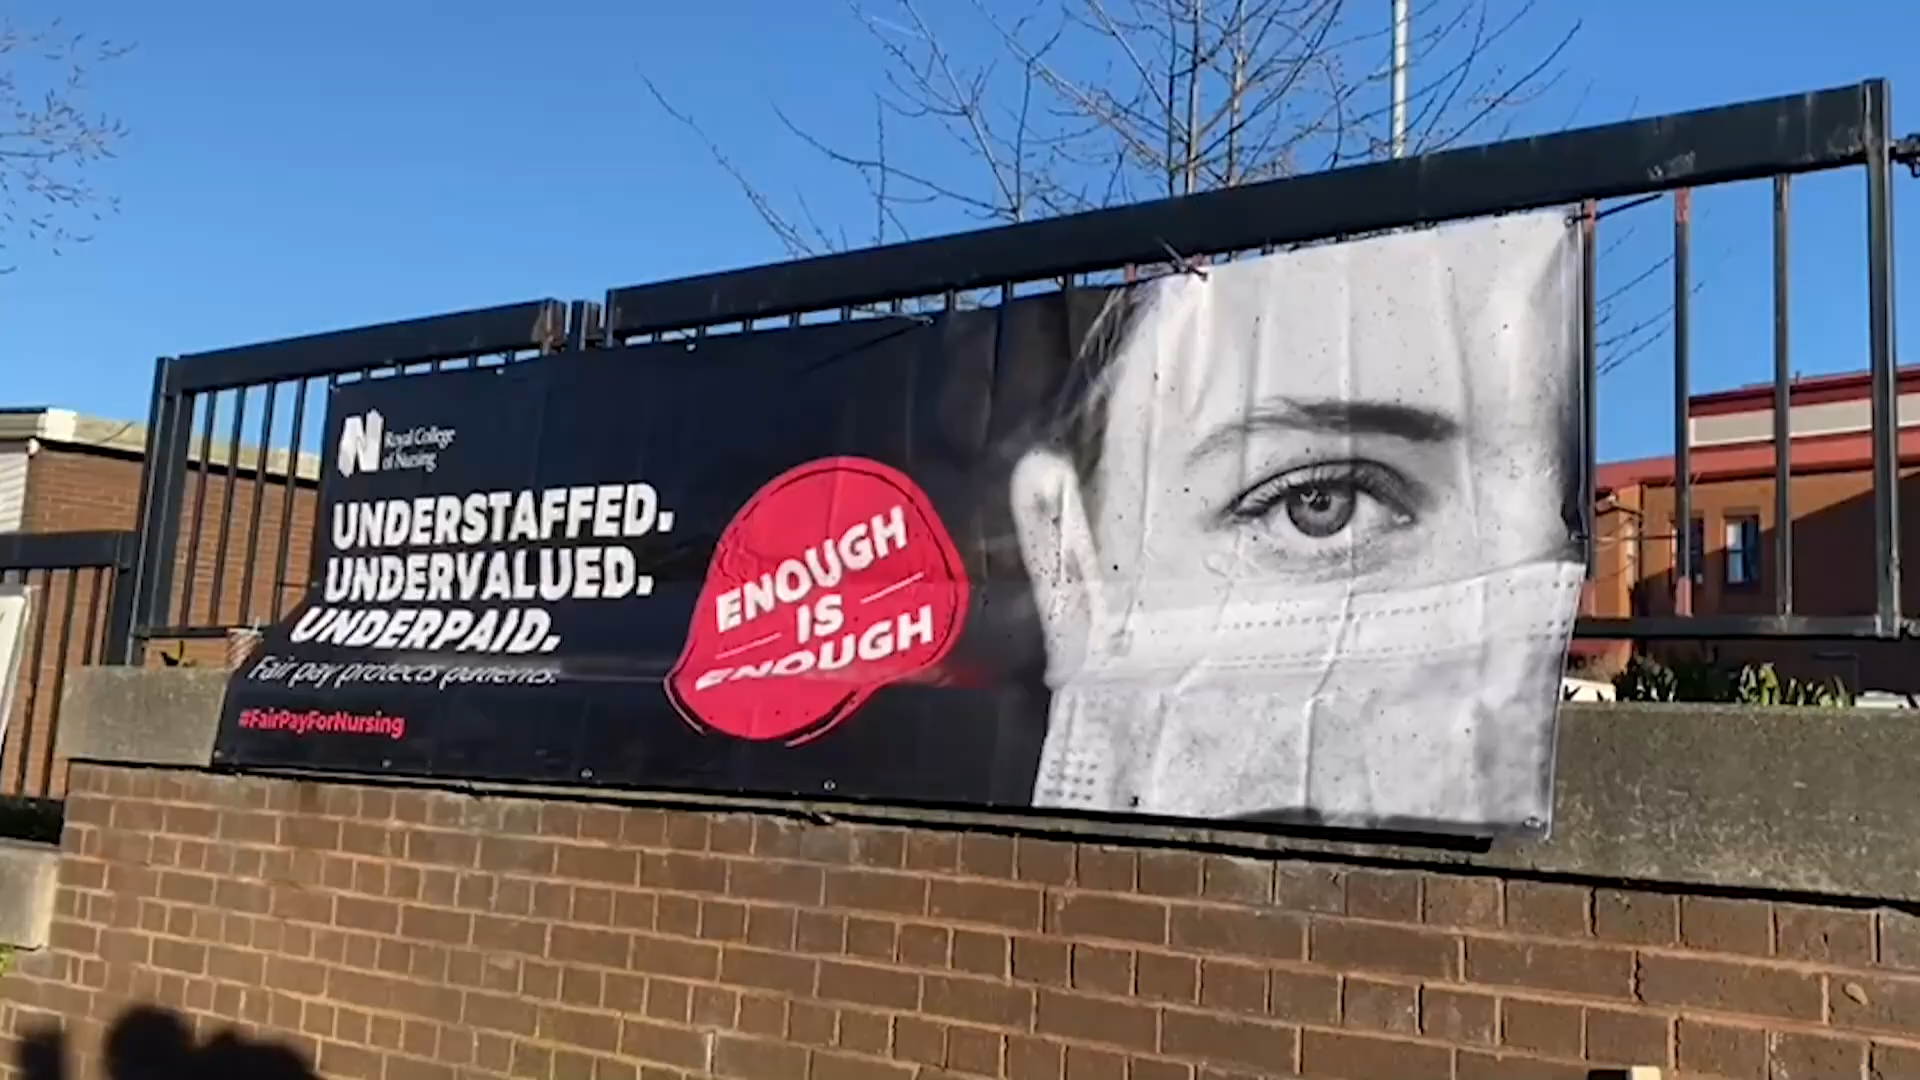 Royal College
of Nursing
UNDERSTAFFED.
UNDERVALUED.
UNDERPAID.
Fair pay protects patients.
#FairPayForNursing
ENOUGH
IS
ENOUGH